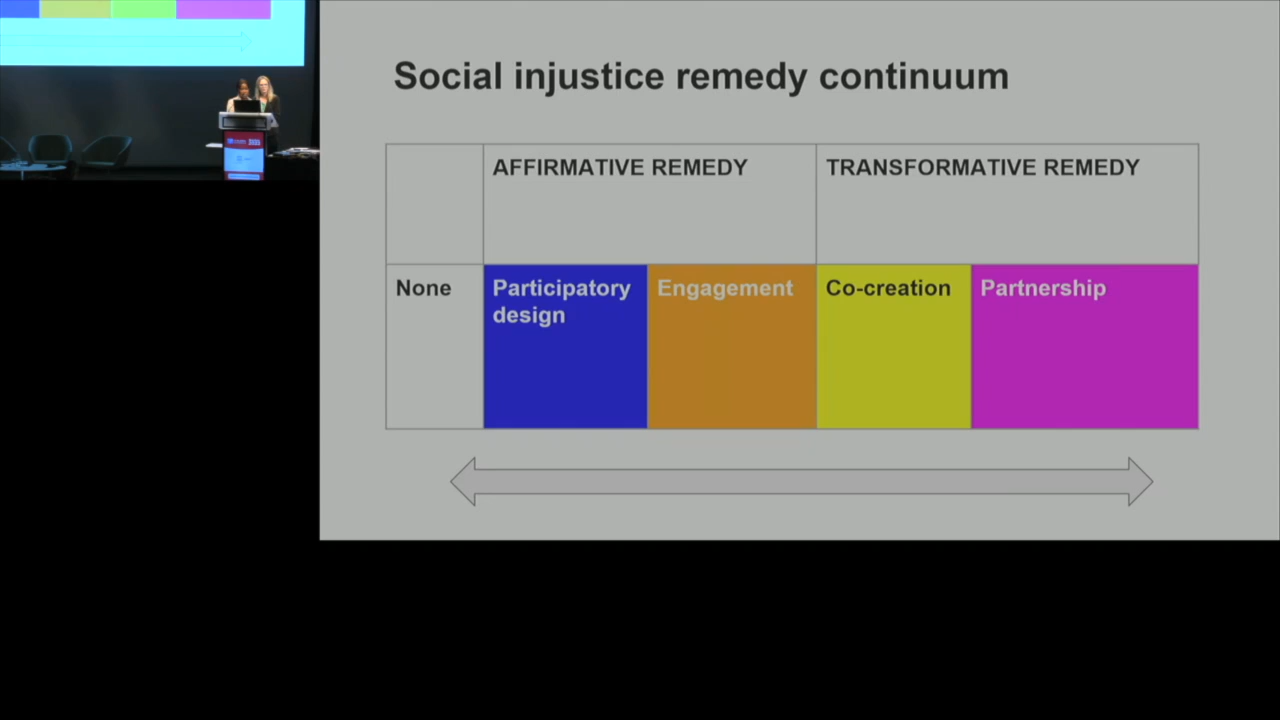 Social injustice remedy continuum
AFFIRMATIVE REMEDY
TRANSFORMATIVE REMEDY
None
Participatory
design
Engagement
Co-creation
Partnership